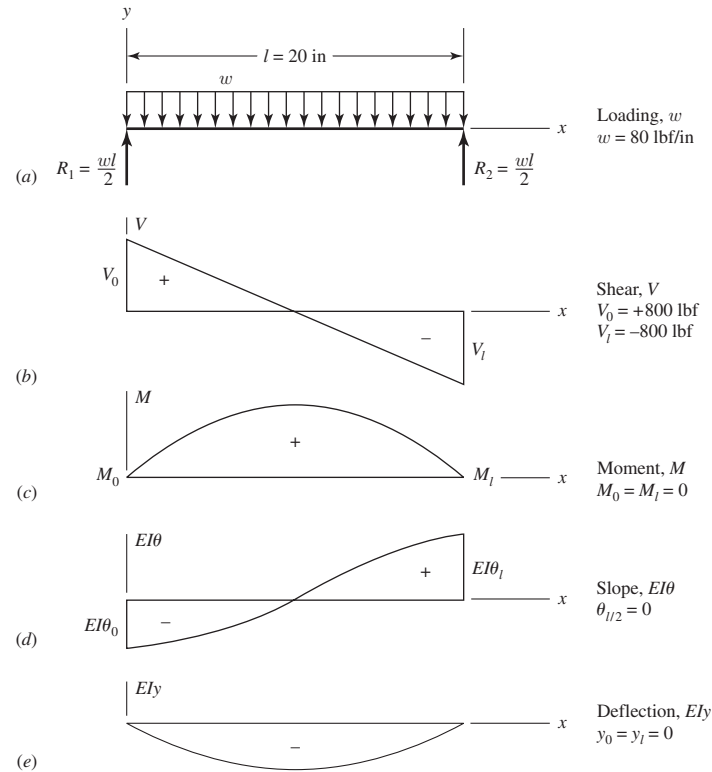 y
l = 20 in
w
x
Loading, w
w = 80 lbf/in
(a)
R₁ = wl/2
R₂ = wl/2
V
V₀
+
−
Vₗ
x
Shear, V
V₀ = +800 lbf
Vₗ = −800 lbf
(b)
M
+
M₀
Mₗ
x
Moment, M
M₀ = Mₗ = 0
(c)
EIθ
+
EIθₗ
−
EIθ₀
x
Slope, EIθ
θ_{l/2} = 0
(d)
EIy
−
x
Deflection, EIy
y₀ = yₗ = 0
(e)